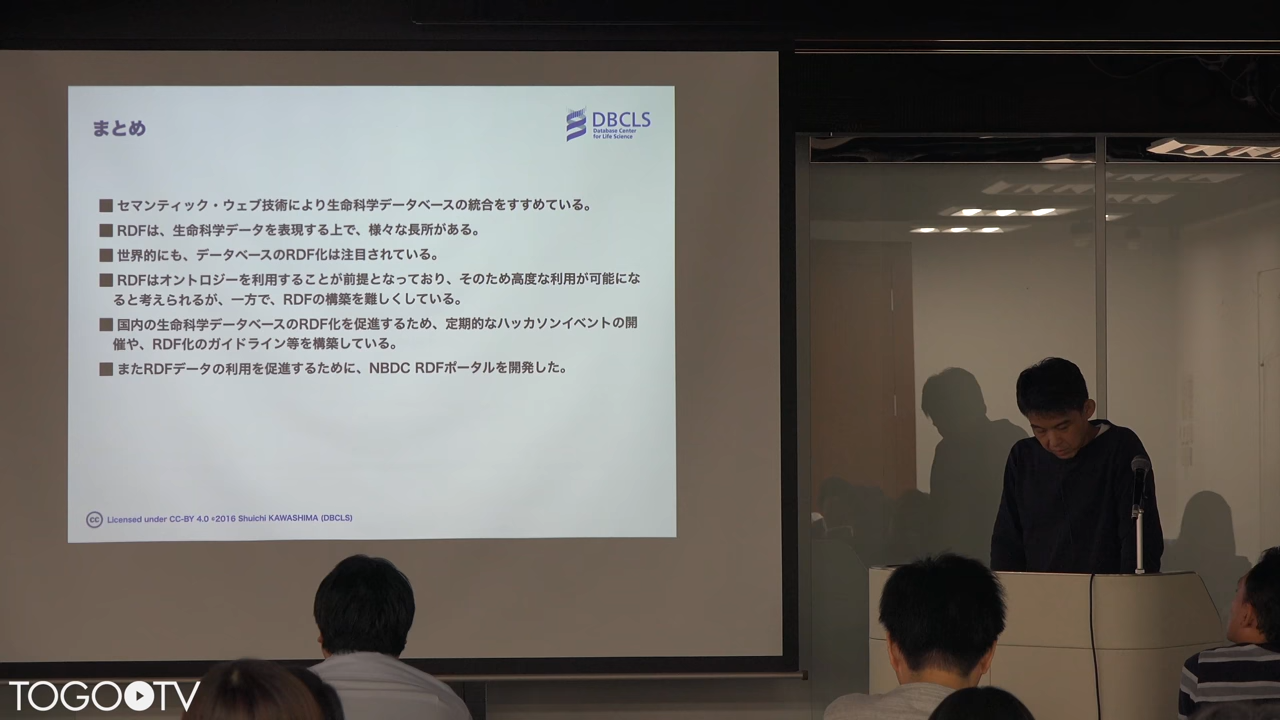 まとめ
DBCLS
Database Center
for Life Science
■ セマンティック・ウェブ技術により生命科学データベースの統合をすすめている。
■ RDFは、生命科学データを表現する上で、様々な長所がある。
■ 世界的にも、データベースのRDF化は注目されている。
■ RDFはオントロジーを利用することが前提となっており、そのため高度な利用が可能にな
ると考えられるが、一方で、RDFの構築を難しくしている。
■ 国内の生命科学データベースのRDF化を促進するため、定期的なハッカソンイベントの開
催や、RDF化のガイドライン等を構築している。
■ またRDFデータの利用を促進するために、NBDC RDFポータルを開発した。
cc Licensed under CC-BY 4.0 ©2016 Shuichi KAWASHIMA (DBCLS)
TOGOTV